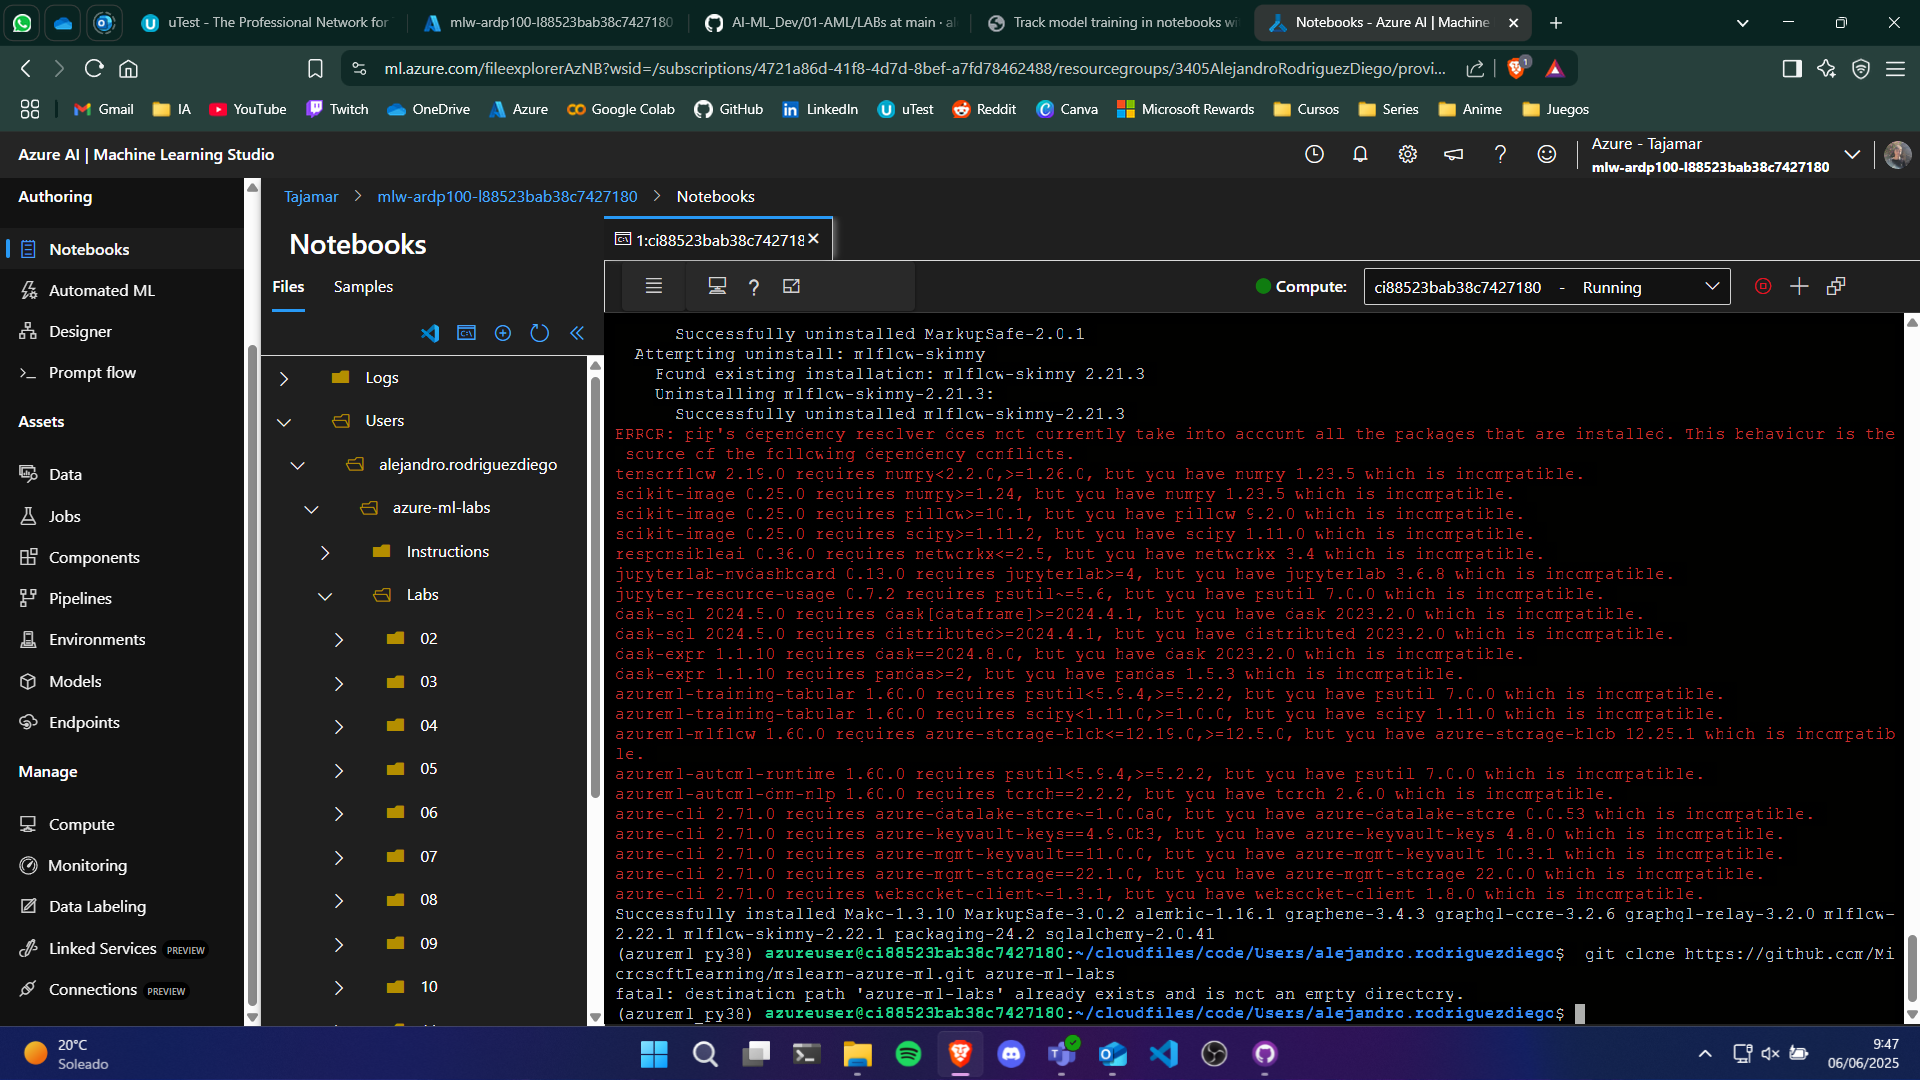 uTest - The Professional Network for
mlw-ardp100-l88523bab38c7427180
AI-ML_Dev/01-AML/LABs at main · al
Track model training in notebooks wi
Notebooks - Azure AI | Machine
ml.azure.com/fileexplorerAzNB?wsid=/subscriptions/4721a86d-41f8-4d7d-8bef-a7fd78462488/resourcegroups/3405AlejandroRodriguezDiego/provi...
1
Gmail
IA
YouTube
Twitch
OneDrive
Azure
Google Colab
GitHub
LinkedIn
uTest
Reddit
Canva
Microsoft Rewards
Cursos
Series
Anime
Juegos
Azure AI | Machine Learning Studio
Azure - Tajamar
mlw-ardp100-l88523bab38c7427180
Authoring
Notebooks
Automated ML
Designer
Prompt flow
Assets
Data
Jobs
Components
Pipelines
Environments
Models
Endpoints
Manage
Compute
Monitoring
Data Labeling
Linked Services PREVIEW
Connections PREVIEW
Tajamar > mlw-ardp100-l88523bab38c7427180 > Notebooks
Notebooks
Files
Samples
Logs
Users
alejandro.rodriguezdiego
azure-ml-labs
Instructions
Labs
02
03
04
05
06
07
08
09
10
1:ci88523bab38c742718
Compute:
ci88523bab38c7427180 - Running
Successfully uninstalled MarkupSafe-2.0.1
Attempting uninstall: mlflow-skinny
Found existing installation: mlflow-skinny 2.21.3
Uninstalling mlflow-skinny-2.21.3:
Successfully uninstalled mlflow-skinny-2.21.3
ERROR: pip's dependency resolver does not currently take into account all the packages that are installed. This behaviour is the
source of the following dependency conflicts.
tensorflow 2.19.0 requires numpy<2.2.0,>=1.26.0, but you have numpy 1.23.5 which is incompatible.
scikit-image 0.25.0 requires numpy>=1.24, but you have numpy 1.23.5 which is incompatible.
scikit-image 0.25.0 requires pillow>=10.1, but you have pillow 9.2.0 which is incompatible.
scikit-image 0.25.0 requires scipy>=1.11.2, but you have scipy 1.11.0 which is incompatible.
responsibleai 0.36.0 requires networkx<=2.5, but you have networkx 3.4 which is incompatible.
jupyterlab-nvdashboard 0.13.0 requires jupyterlab>=4, but you have jupyterlab 3.6.8 which is incompatible.
jupyter-resource-usage 0.7.2 requires psutil~=5.6, but you have psutil 7.0.0 which is incompatible.
dask-sql 2024.5.0 requires dask[dataframe]>=2024.4.1, but you have dask 2023.2.0 which is incompatible.
dask-sql 2024.5.0 requires distributed>=2024.4.1, but you have distributed 2023.2.0 which is incompatible.
dask-expr 1.1.10 requires dask==2024.8.0, but you have dask 2023.2.0 which is incompatible.
dask-expr 1.1.10 requires pandas>=2, but you have pandas 1.5.3 which is incompatible.
azureml-training-tabular 1.60.0 requires psutil<5.9.4,>=5.2.2, but you have psutil 7.0.0 which is incompatible.
azureml-training-tabular 1.60.0 requires scipy<1.11.0,>=1.0.0, but you have scipy 1.11.0 which is incompatible.
azureml-mlflow 1.60.0 requires azure-storage-blob<=12.19.0,>=12.5.0, but you have azure-storage-blob 12.25.1 which is incompatib
le.
azureml-automl-runtime 1.60.0 requires psutil<5.9.4,>=5.2.2, but you have psutil 7.0.0 which is incompatible.
azureml-automl-dnn-nlp 1.60.0 requires torch==2.2.2, but you have torch 2.6.0 which is incompatible.
azure-cli 2.71.0 requires azure-datalake-store~=1.0.0a0, but you have azure-datalake-store 0.0.53 which is incompatible.
azure-cli 2.71.0 requires azure-keyvault-keys==4.9.0b3, but you have azure-keyvault-keys 4.8.0 which is incompatible.
azure-cli 2.71.0 requires azure-mgmt-keyvault==11.0.0, but you have azure-mgmt-keyvault 10.3.1 which is incompatible.
azure-cli 2.71.0 requires azure-mgmt-storage==22.1.0, but you have azure-mgmt-storage 22.0.0 which is incompatible.
azure-cli 2.71.0 requires websocket-client~=1.3.1, but you have websocket-client 1.8.0 which is incompatible.
Successfully installed Mako-1.3.10 MarkupSafe-3.0.2 alembic-1.16.1 graphene-3.4.3 graphql-core-3.2.6 graphql-relay-3.2.0 mlflow-
2.22.1 mlflow-skinny-2.22.1 packaging-24.2 sqlalchemy-2.0.41
(azureml_py38) azureuser@ci88523bab38c7427180:~/cloudfiles/code/Users/alejandro.rodriguezdiego$ git clone https://github.com/Mi
crosoftLearning/mslearn-azure-ml.git azure-ml-labs
fatal: destination path 'azure-ml-labs' already exists and is not an empty directory.
(azureml_py38) azureuser@ci88523bab38c7427180:~/cloudfiles/code/Users/alejandro.rodriguezdiego$
20°C
Soleado
9:47
06/06/2025